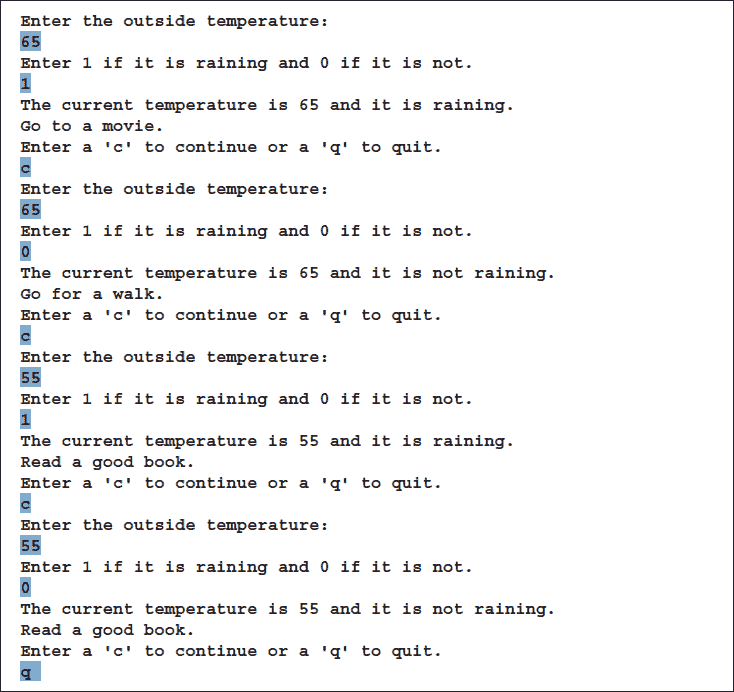 Enter the outside temperature:
65
Enter 1 if it is raining and 0 if it is not.
1
The current temperature is 65 and it is raining.
Go to a movie.
Enter a 'c' to continue or a 'q' to quit.
c
Enter the outside temperature:
65
Enter 1 if it is raining and 0 if it is not.
0
The current temperature is 65 and it is not raining.
Go for a walk.
Enter a 'c' to continue or a 'q' to quit.
c
Enter the outside temperature:
55
Enter 1 if it is raining and 0 if it is not.
1
The current temperature is 55 and it is raining.
Read a good book.
Enter a 'c' to continue or a 'q' to quit.
c
Enter the outside temperature:
55
Enter 1 if it is raining and 0 if it is not.
0
The current temperature is 55 and it is not raining.
Read a good book.
Enter a 'c' to continue or a 'q' to quit.
q